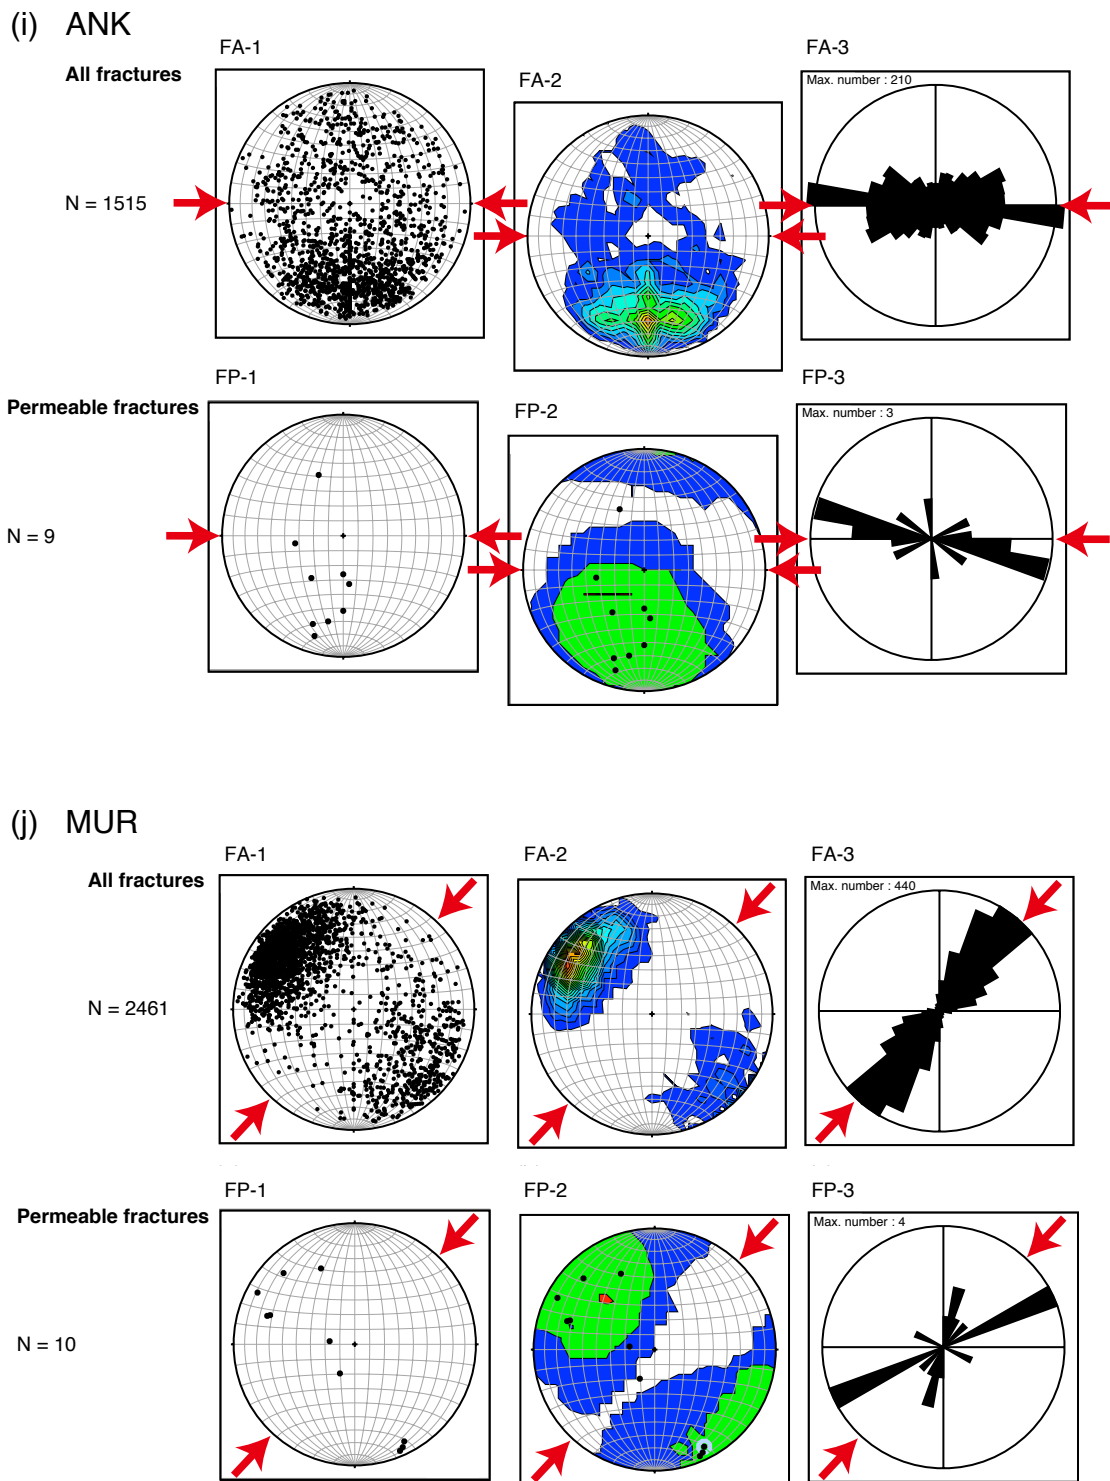 (i) ANK
FA-1
FA-2
FA-3
All fractures
Max. number : 210
N = 1515
FP-1
FP-2
FP-3
Permeable fractures
Max. number : 3
N = 9
(j) MUR
FA-1
FA-2
FA-3
All fractures
Max. number : 440
N = 2461
FP-1
FP-2
FP-3
Permeable fractures
Max. number : 4
N = 10